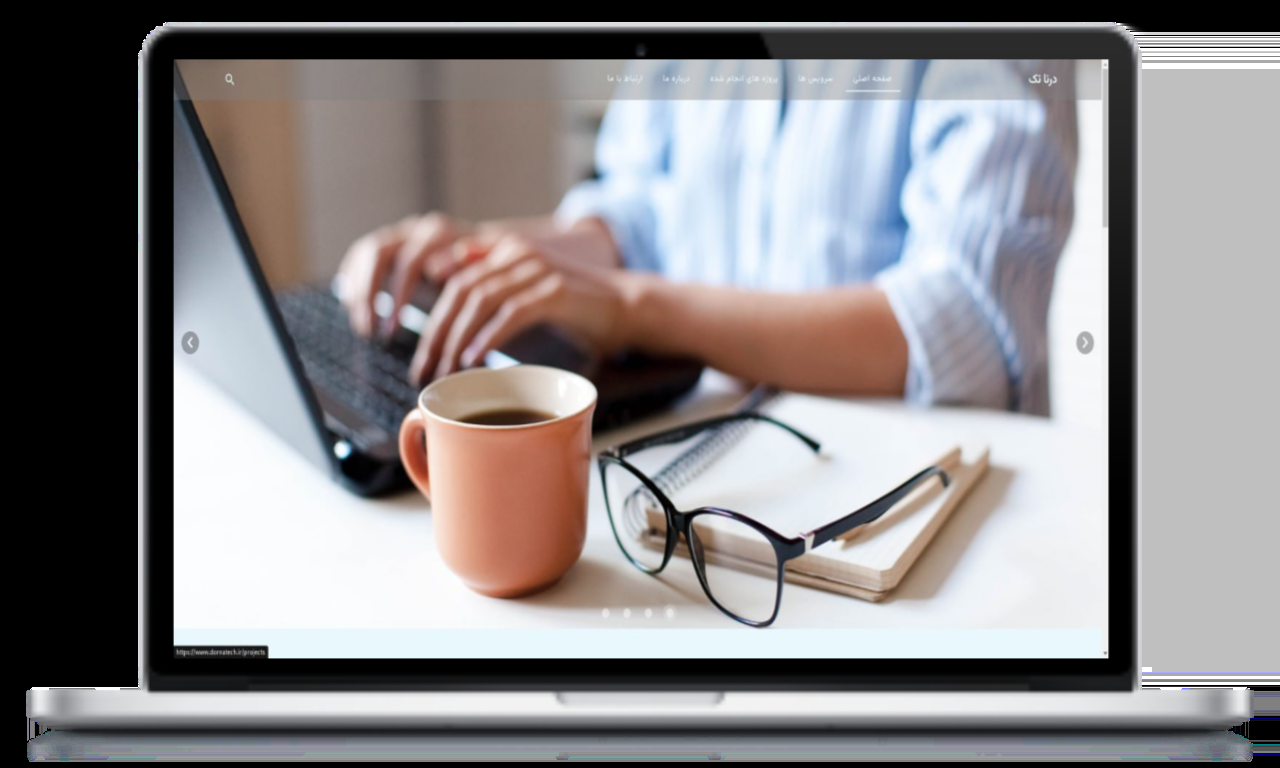 درنا تک
صفحه اصلی
سرویس ها
پروژه های انجام شده
درباره ما
ارتباط با ما
https://www.dornatech.ir/projects